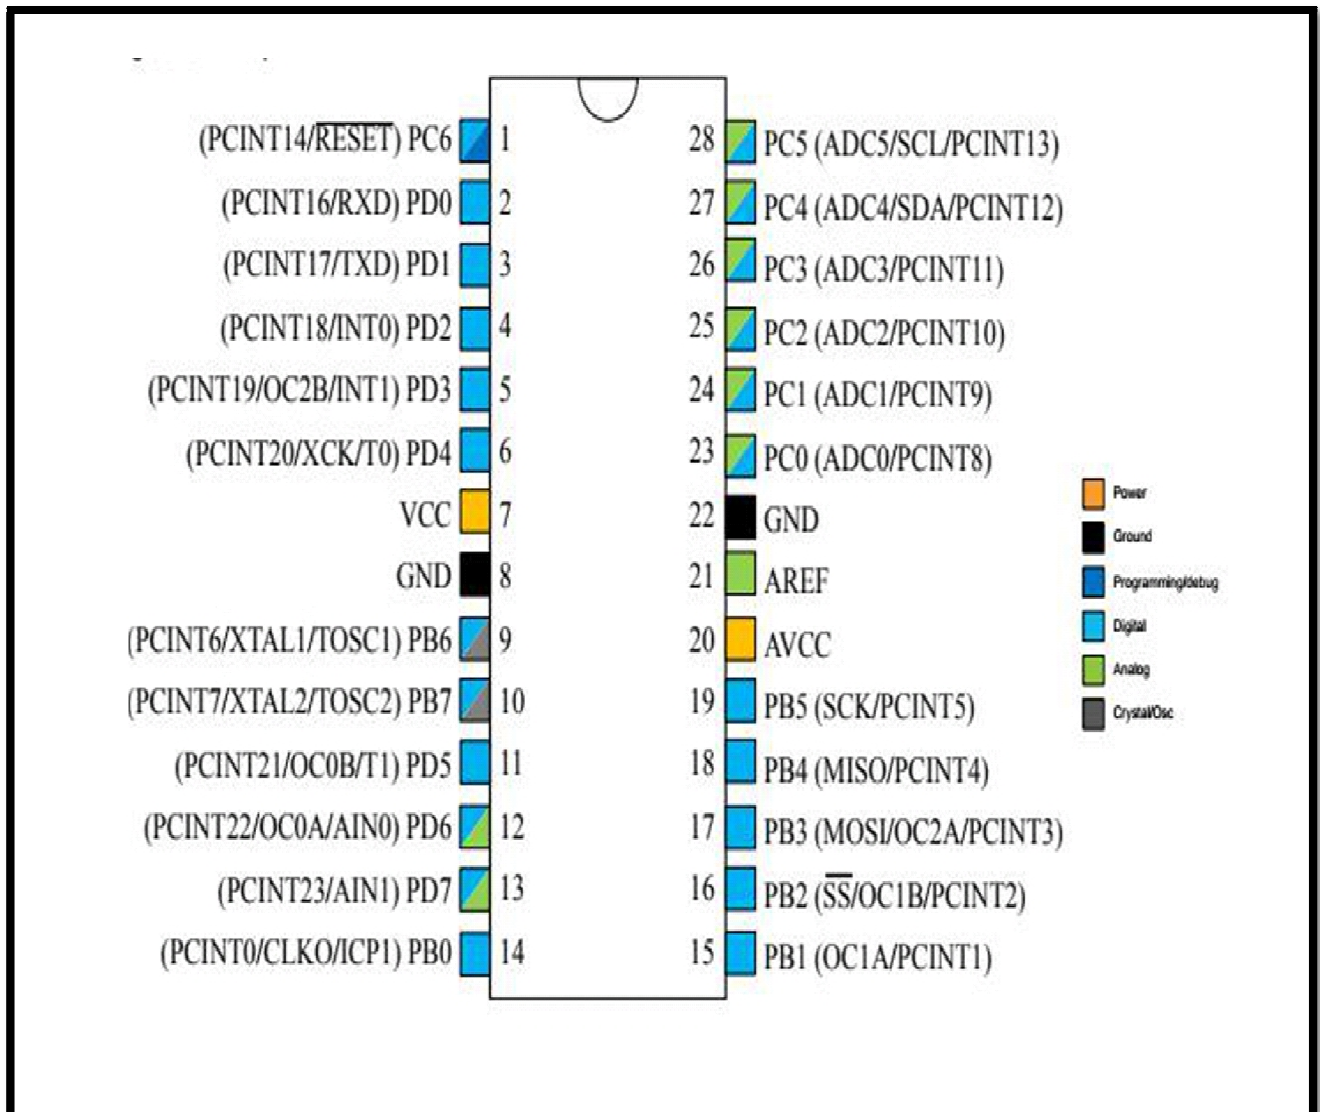 (PCINT14/RESET) PC6 1
(PCINT16/RXD) PD0 2
(PCINT17/TXD) PD1 3
(PCINT18/INT0) PD2 4
(PCINT19/OC2B/INT1) PD3 5
(PCINT20/XCK/T0) PD4 6
VCC 7
GND 8
(PCINT6/XTAL1/TOSC1) PB6 9
(PCINT7/XTAL2/TOSC2) PB7 10
(PCINT21/OC0B/T1) PD5 11
(PCINT22/OC0A/AIN0) PD6 12
(PCINT23/AIN1) PD7 13
(PCINT0/CLKO/ICP1) PB0 14
28 PC5 (ADC5/SCL/PCINT13)
27 PC4 (ADC4/SDA/PCINT12)
26 PC3 (ADC3/PCINT11)
25 PC2 (ADC2/PCINT10)
24 PC1 (ADC1/PCINT9)
23 PC0 (ADC0/PCINT8)
22 GND
21 AREF
20 AVCC
19 PB5 (SCK/PCINT5)
18 PB4 (MISO/PCINT4)
17 PB3 (MOSI/OC2A/PCINT3)
16 PB2 (SS/OC1B/PCINT2)
15 PB1 (OC1A/PCINT1)
Power
Ground
Programming/debug
Digital
Analog
Crystal/Osc